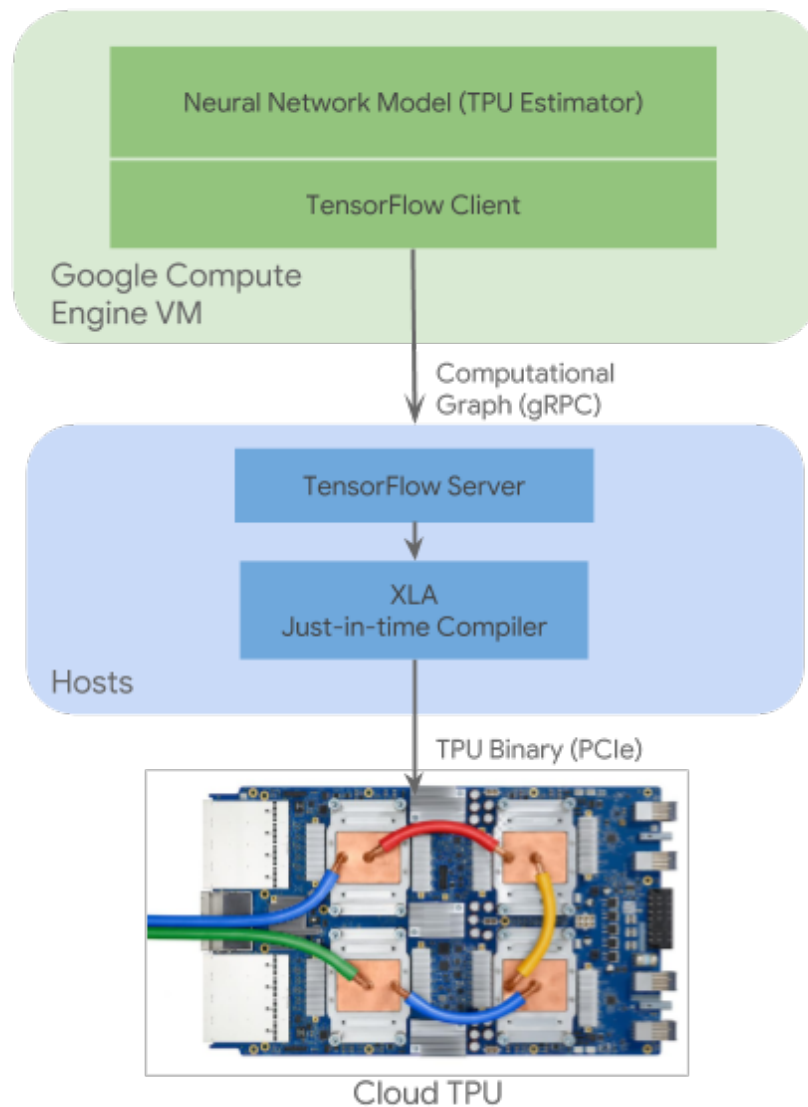 Neural Network Model (TPU Estimator)
TensorFlow Client
Google Compute
Engine VM
Computational
Graph (gRPC)
TensorFlow Server
XLA
Just-in-time Compiler
Hosts
TPU Binary (PCIe)
Cloud TPU